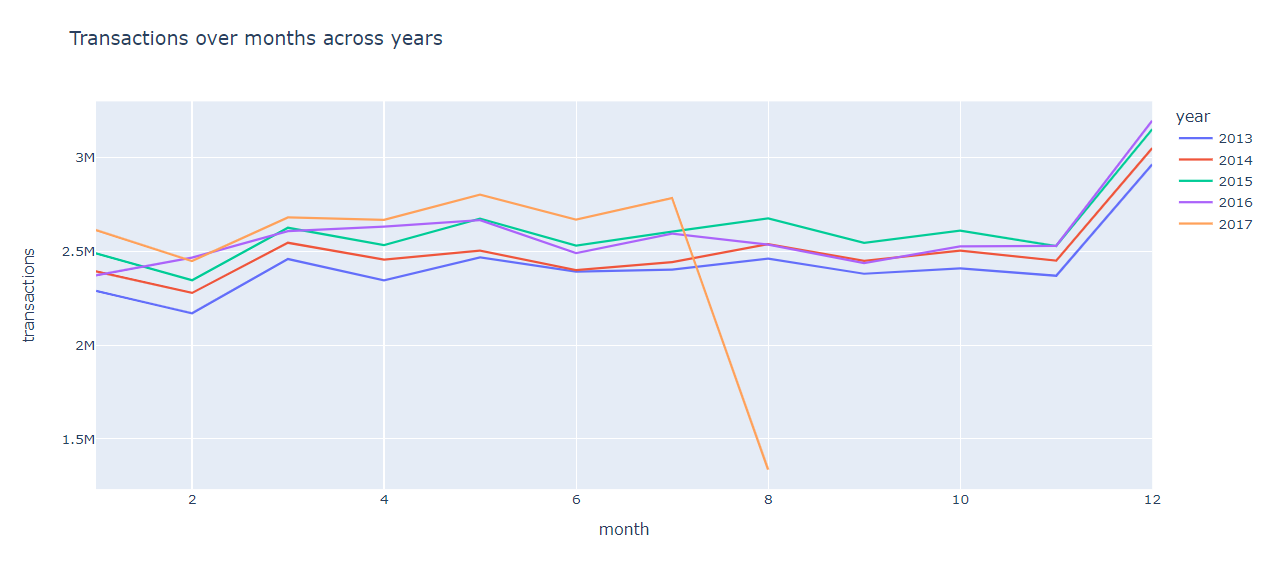 Transactions over months across years
year
2013
2014
2015
2016
2017
3M
2.5M
2M
1.5M
transactions
2 4 6 8 10 12
month